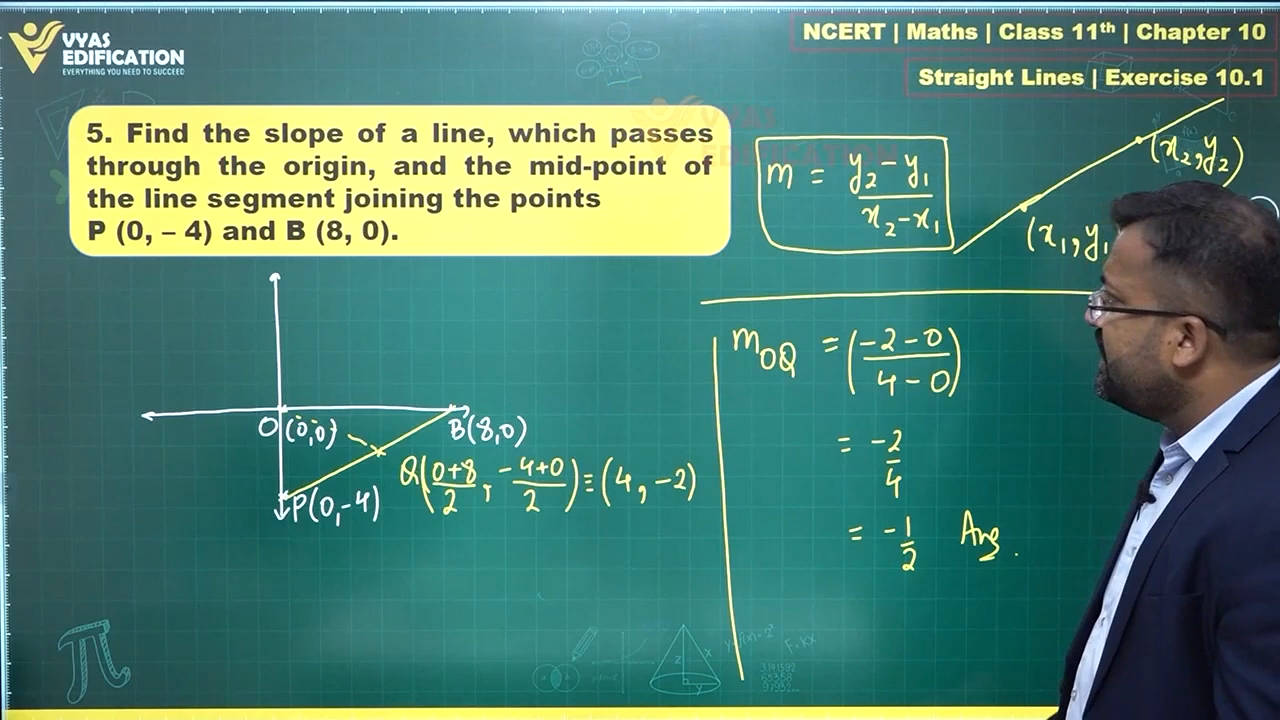 VYAS
EDIFICATION
EVERYTHING YOU NEED TO SUCCEED
NCERT | Maths | Class 11th | Chapter 10
Straight Lines | Exercise 10.1
5. Find the slope of a line, which passes
through the origin, and the mid-point of
the line segment joining the points
P (0, – 4) and B (8, 0).
VYAS
EDIFICATION
m = y₂ – y₁ / x₂ – x₁
(x₂, y₂)
(x₁, y₁
O (0,0)
B(8,0)
P(0,-4)
Q(0+8/2, -4+0/2) ≡ (4, -2)
m OQ = (-2-0 / 4-0)
= -2/4
= -1/2 Ans.